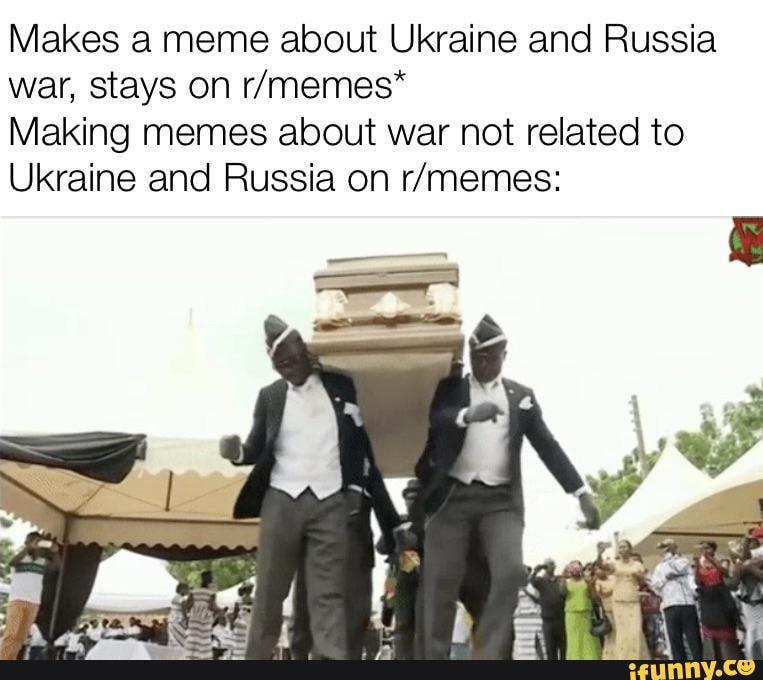 Makes a meme about Ukraine and Russia
war, stays on r/memes*
Making memes about war not related to
Ukraine and Russia on r/memes:
ifunny.co